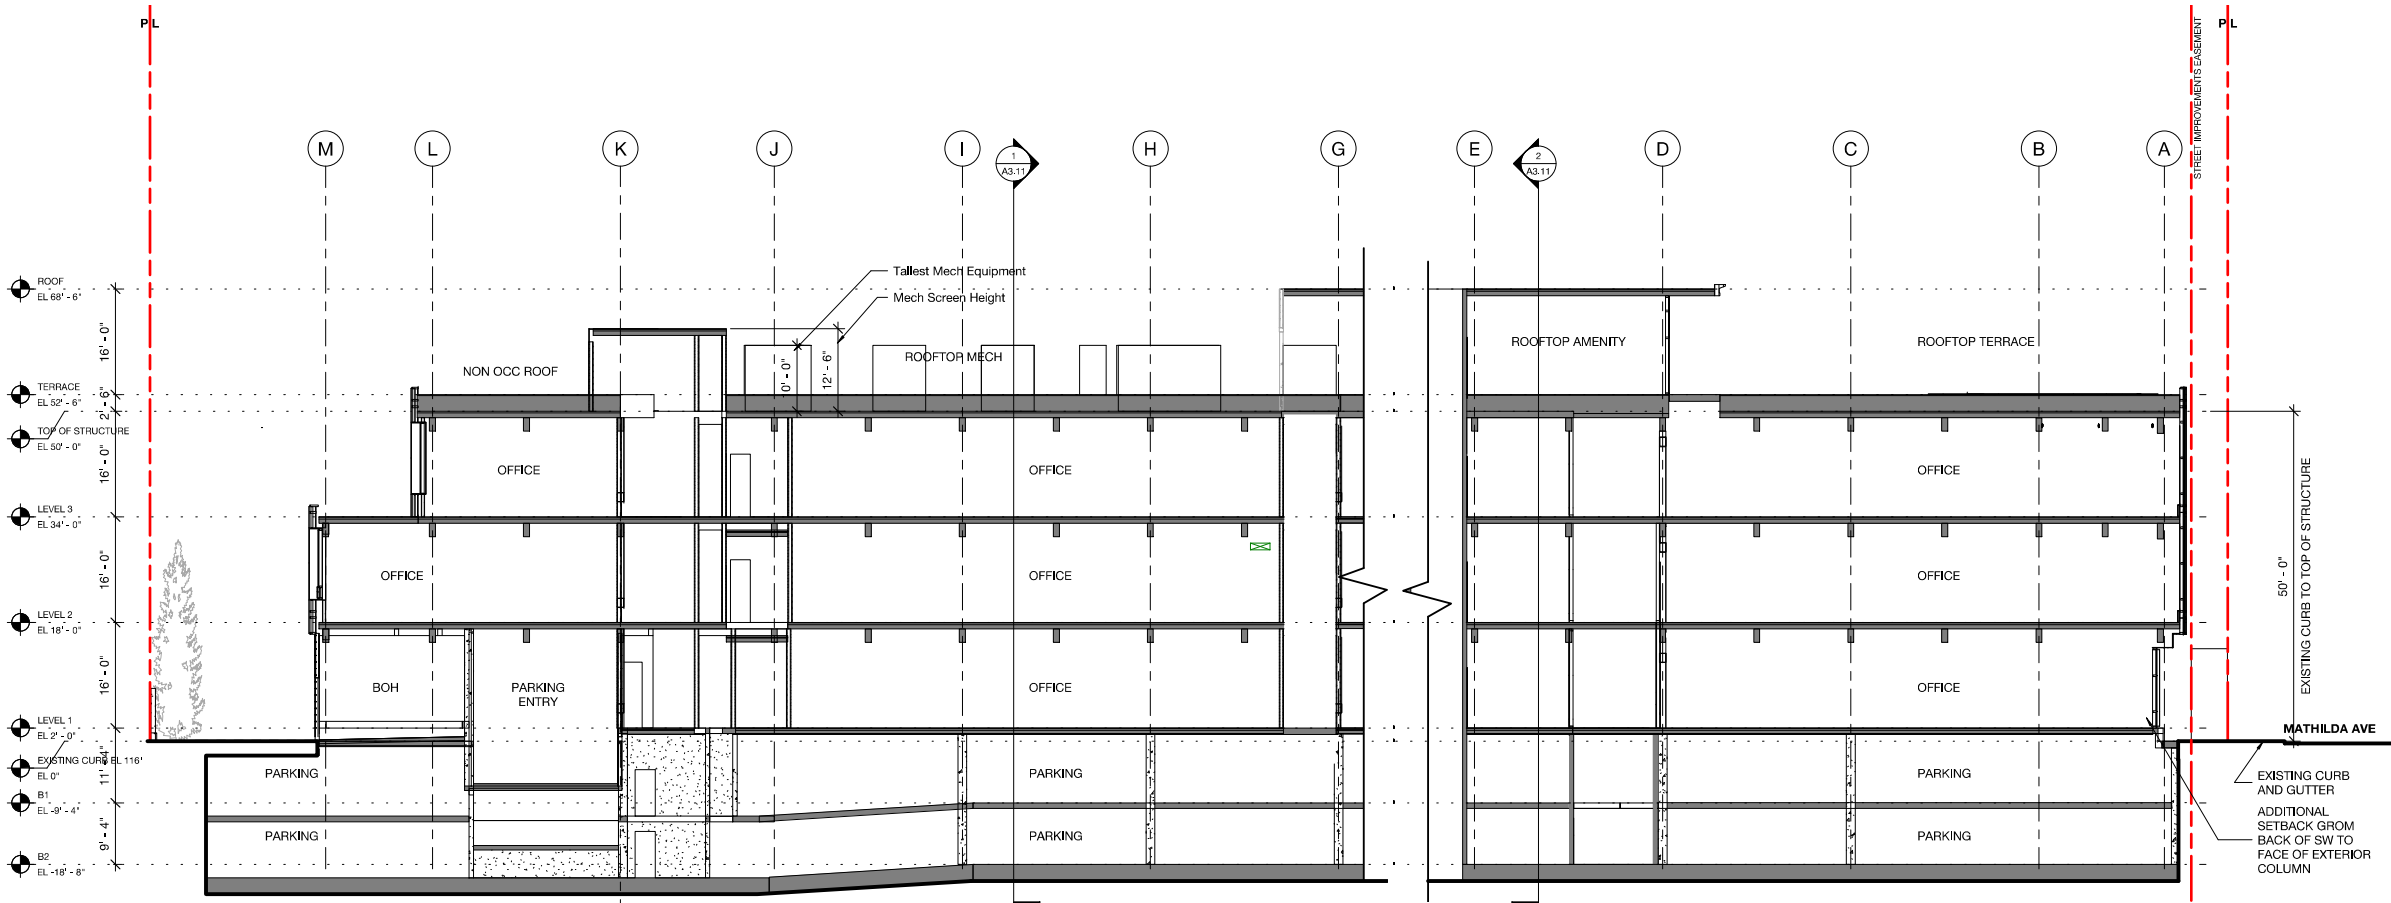 PL
PL
STREET IMPROVEMENTS EASEMENT
M
L
K
J
I
H
G
E
D
C
B
A
1
A3.11
2
A3.11
ROOF
EL 68' - 6"
TERRACE
EL 52' - 6"
TOP OF STRUCTURE
EL 50' - 0"
LEVEL 3
EL 34' - 0"
LEVEL 2
EL 18' - 0"
LEVEL 1
EL 2' - 0"
EXISTING CURB EL 116'
EL 0"
B1
EL -9' - 4"
B2
EL -18' - 8"
16' - 0"
2' - 6"
16' - 0"
16' - 0"
16' - 0"
11' - 4"
9' - 4"
Tallest Mech Equipment
Mech Screen Height
0' - 0"
12' - 6"
NON OCC ROOF
ROOFTOP MECH
ROOFTOP AMENITY
ROOFTOP TERRACE
OFFICE
OFFICE
OFFICE
OFFICE
OFFICE
OFFICE
BOH
PARKING
ENTRY
OFFICE
OFFICE
PARKING
PARKING
PARKING
PARKING
PARKING
PARKING
50' - 0"
EXISTING CURB TO TOP OF STRUCTURE
MATHILDA AVE
EXISTING CURB
AND GUTTER
ADDITIONAL
SETBACK GROM
BACK OF SW TO
FACE OF EXTERIOR
COLUMN